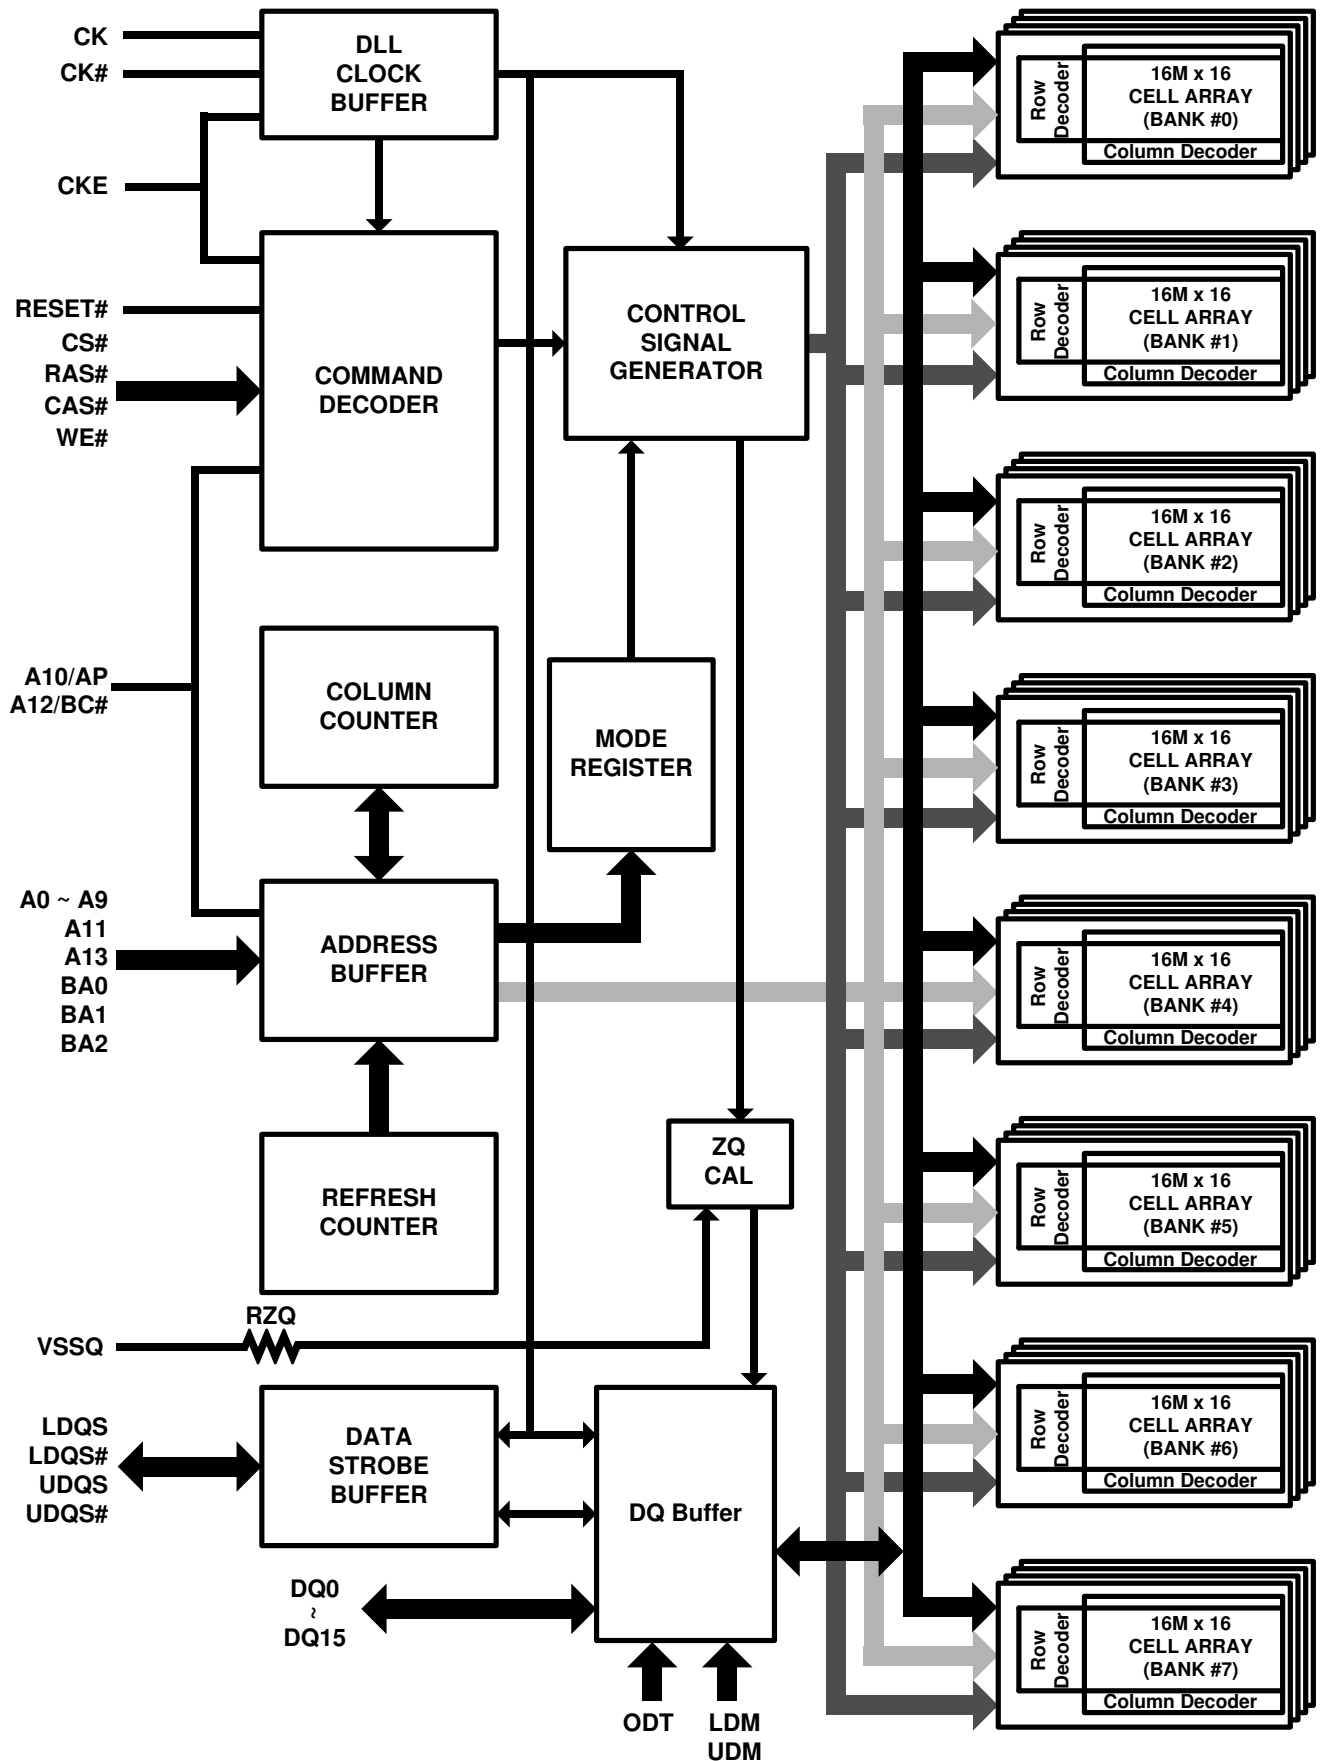 CK
CK#
CKE
RESET#
CS#
RAS#
CAS#
WE#
A10/AP
A12/BC#
A0 ~ A9
A11
A13
BA0
BA1
BA2
VSSQ
RZQ
LDQS
LDQS#
UDQS
UDQS#
DQ0
~
DQ15
DLL
CLOCK
BUFFER
COMMAND
DECODER
COLUMN
COUNTER
ADDRESS
BUFFER
REFRESH
COUNTER
DATA
STROBE
BUFFER
CONTROL
SIGNAL
GENERATOR
MODE
REGISTER
ZQ
CAL
DQ Buffer
ODT
LDM
UDM
Row
Decoder
16M x 16
CELL ARRAY
(BANK #0)
Column Decoder
Row
Decoder
16M x 16
CELL ARRAY
(BANK #1)
Column Decoder
Row
Decoder
16M x 16
CELL ARRAY
(BANK #2)
Column Decoder
Row
Decoder
16M x 16
CELL ARRAY
(BANK #3)
Column Decoder
Row
Decoder
16M x 16
CELL ARRAY
(BANK #4)
Column Decoder
Row
Decoder
16M x 16
CELL ARRAY
(BANK #5)
Column Decoder
Row
Decoder
16M x 16
CELL ARRAY
(BANK #6)
Column Decoder
Row
Decoder
16M x 16
CELL ARRAY
(BANK #7)
Column Decoder